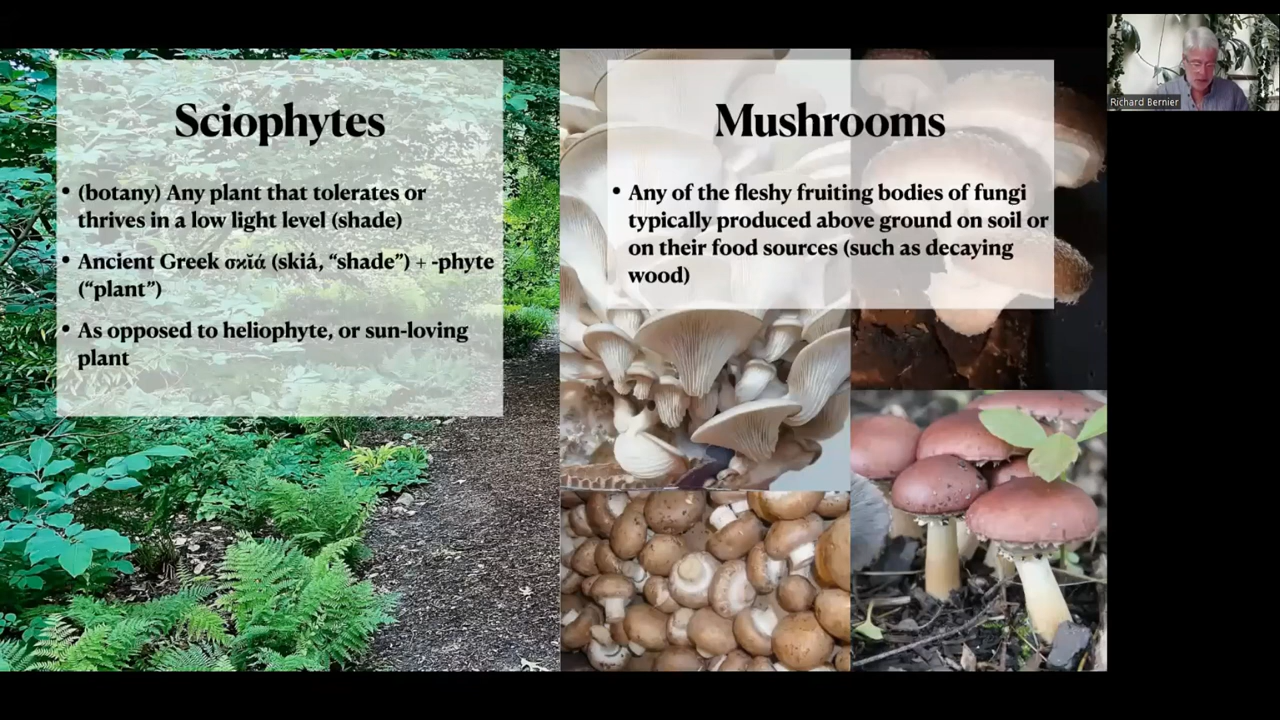 Sciophytes
• (botany) Any plant that tolerates or
thrives in a low light level (shade)
• Ancient Greek σκῐᾱ́ (skiá, “shade”) + -phyte
(“plant”)
• As opposed to heliophyte, or sun-loving
plant
Mushrooms
• Any of the fleshy fruiting bodies of fungi
typically produced above ground on soil or
on their food sources (such as decaying
wood)
Richard Bernier